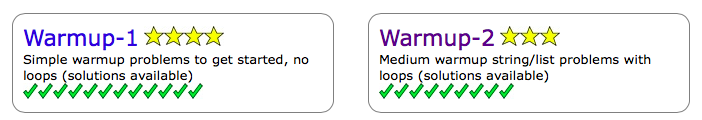 Warmup-1
Simple warmup problems to get started, no
loops (solutions available)
Warmup-2
Medium warmup string/list problems with
loops (solutions available)